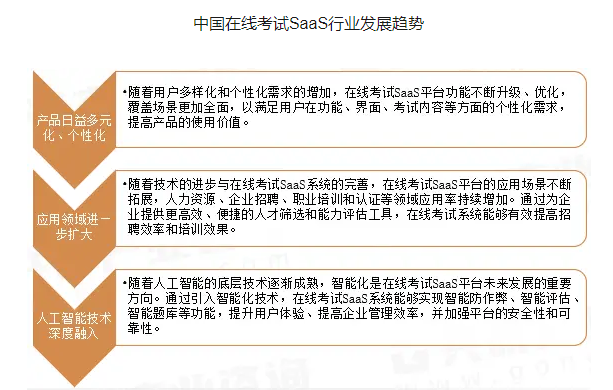 中国在线考试SaaS行业发展趋势
产品日益多元
化、个性化
•随着用户多样化和个性化需求的增加，在线考试SaaS平台功能不断升级、优化，
覆盖场景更加全面，以满足用户在功能、界面、考试内容等方面的个性化需求，
提高产品的使用价值。
应用领域进一
步扩大
•随着技术的进步与在线考试SaaS系统的完善，在线考试SaaS平台的应用场景不断
拓展，人力资源、企业招聘、职业培训和认证等领域应用率持续增加。通过为企
业提供更高效、便捷的人才筛选和能力评估工具，在线考试系统能够有效提高招
聘效率和培训效果。
人工智能技术
深度融入
•随着人工智能的底层技术逐渐成熟，智能化是在线考试SaaS平台未来发展的重要
方向。通过引入智能化技术，在线考试SaaS系统能够实现智能防作弊、智能评估、
智能题库等功能，提升用户体验、提高企业管理效率，并加强平台的安全性和可
靠性。